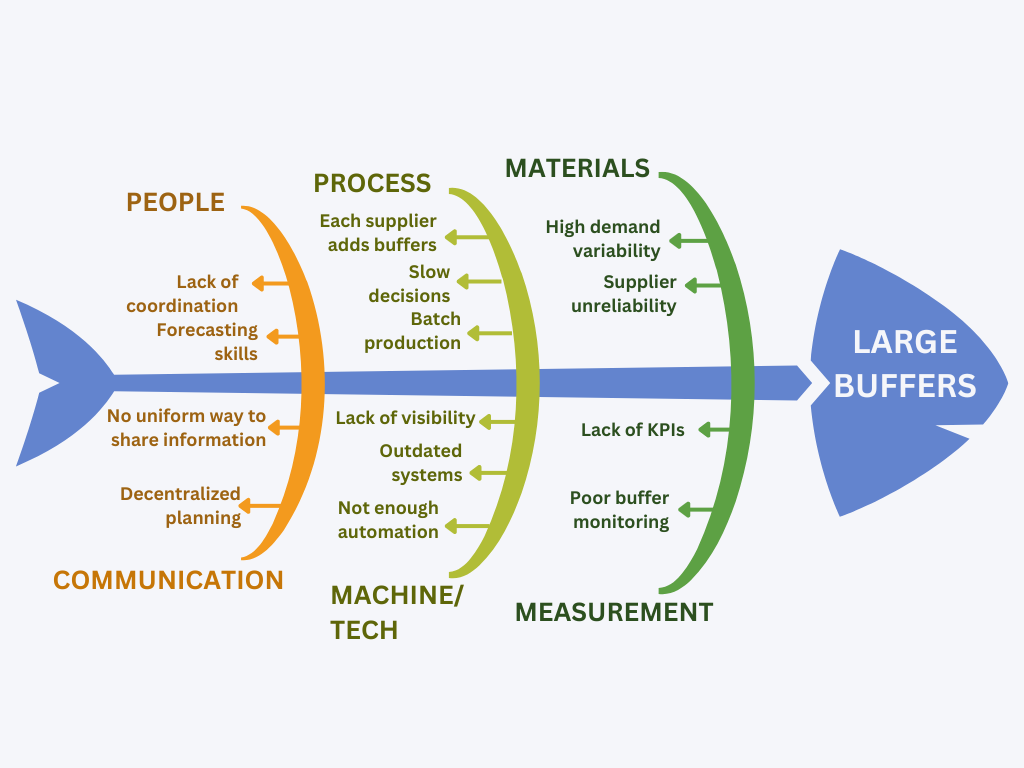 PEOPLE
Lack of
coordination
Forecasting
skills
No uniform way to
share information
Decentralized
planning
COMMUNICATION
PROCESS
Each supplier
adds buffers
Slow
decisions
Batch
production
Lack of visibility
Outdated
systems
Not enough
automation
MACHINE/
TECH
MATERIALS
High demand
variability
Supplier
unreliability
Lack of KPIs
Poor buffer
monitoring
MEASUREMENT
LARGE
BUFFERS